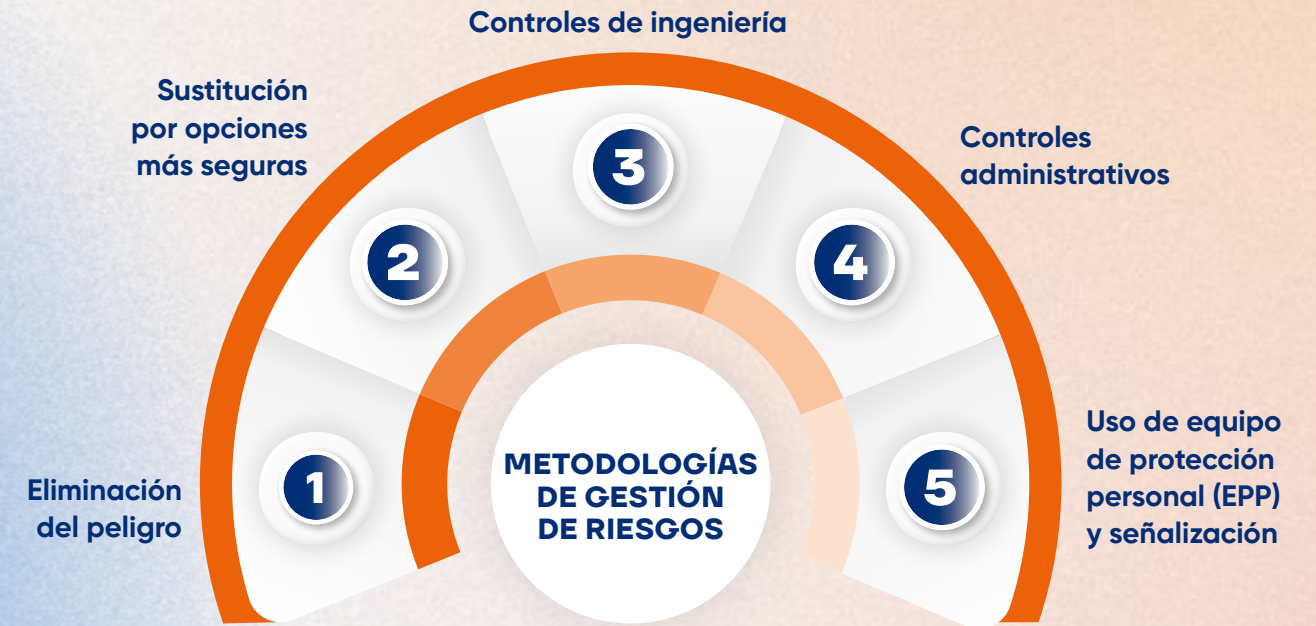 Controles de ingeniería
Sustitución
por opciones
más seguras
Controles
administrativos
3
2
4
Eliminación
del peligro
1
METODOLOGÍAS
DE GESTIÓN
DE RIESGOS
5
Uso de equipo
de protección
personal (EPP)
y señalización